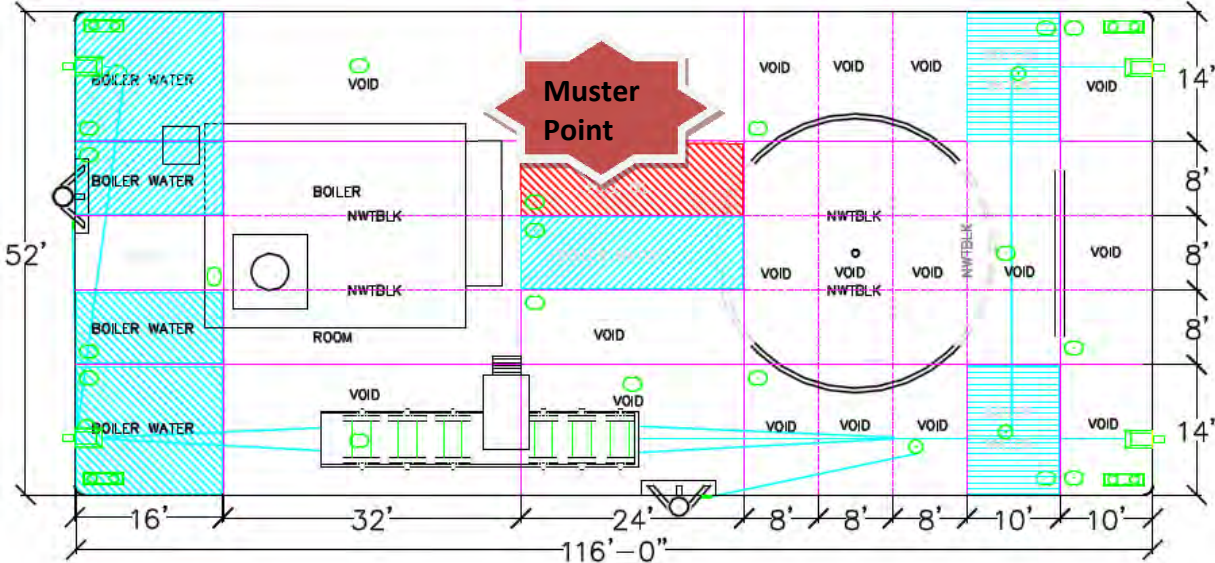 Muster
Point
BOILER WATER
VOID
VOID
VOID
VOID
VOID
14'
BOILER WATER
BOILER
NWTBLK
NWTBLK
8'
52'
NWTBLK
VOID
VOID
VOID
VOID
VOID
8'
NWTBLK
NWTBLK
BOILER WATER
ROOM
VOID
8'
VOID
VOID
BOILER WATER
VOID
VOID
VOID
VOID
14'
16'
32'
24'
8'
8'
8'
10'
10'
116'-0"